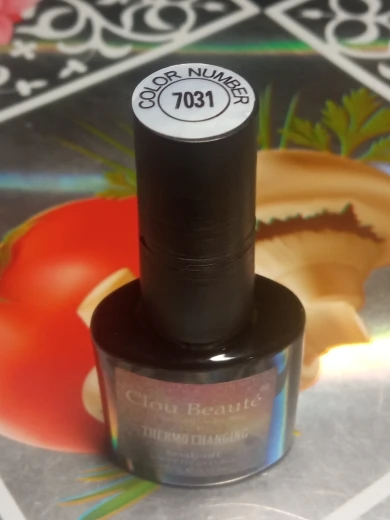 COLOR NUMBER
7031
Clou Beauté®
THERMO CHANGING